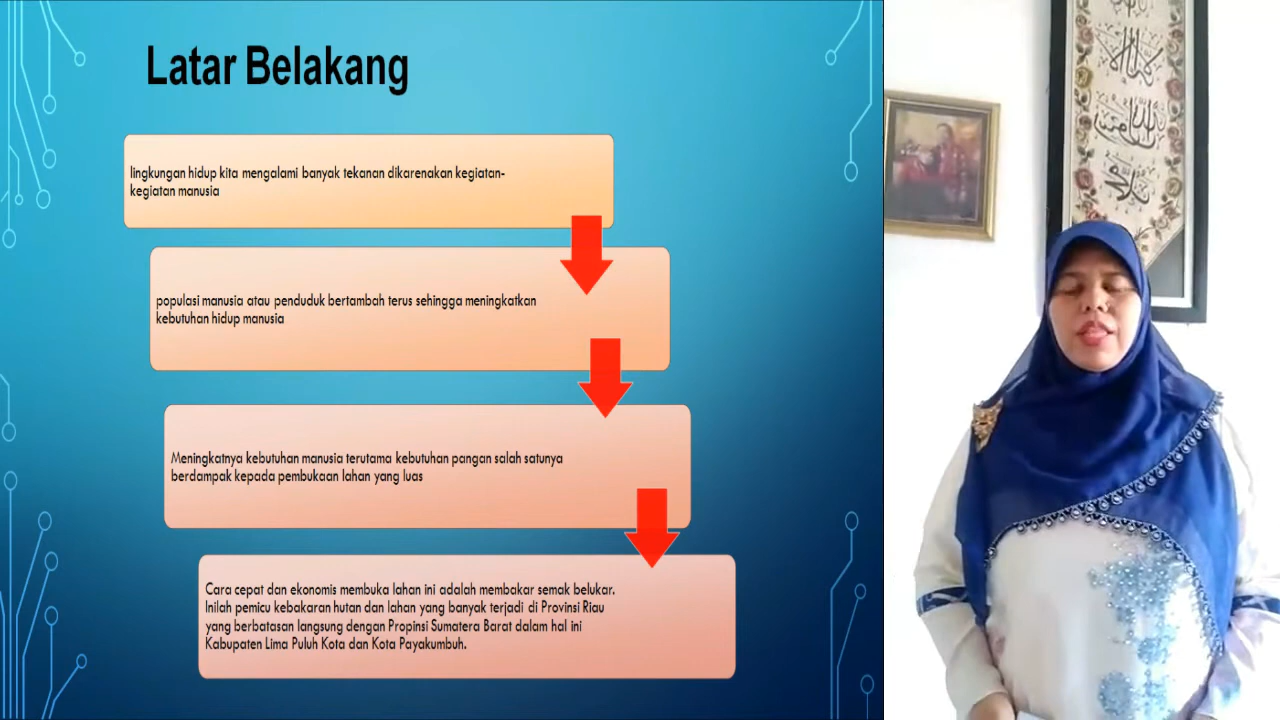 Latar Belakang
lingkungan hidup kita mengalami banyak tekanan dikarenakan kegiatan-
kegiatan manusia
populasi manusia atau penduduk bertambah terus sehingga meningkatkan
kebutuhan hidup manusia
Meningkatnya kebutuhan manusia terutama kebutuhan pangan salah satunya
berdampak kepada pembukaan lahan yang luas
Cara cepat dan ekonomis membuka lahan ini adalah membakar semak belukar.
Inilah pemicu kebakaran hutan dan lahan yang banyak terjadi di Provinsi Riau
yang berbatasan langsung dengan Propinsi Sumatera Barat dalam hal ini
Kabupaten Lima Puluh Kota dan Kota Payakumbuh.